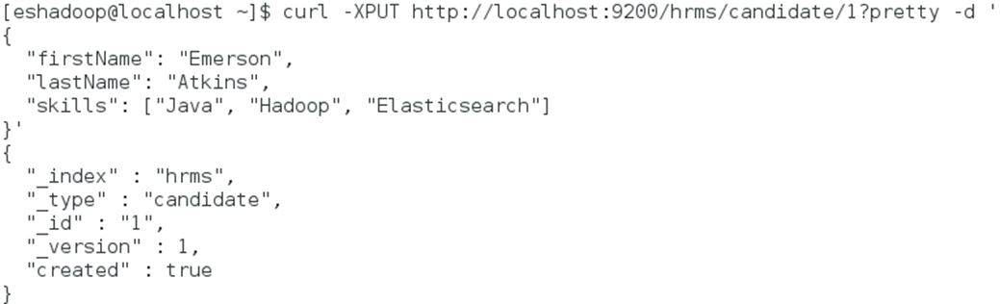 [eshadoop@localhost ~]$ curl -XPUT http://localhost:9200/hrms/candidate/1?pretty -d '
{
  "firstName": "Emerson",
  "lastName": "Atkins",
  "skills": ["Java", "Hadoop", "Elasticsearch"]
}'
{
  "_index" : "hrms",
  "_type" : "candidate",
  "_id" : "1",
  "_version" : 1,
  "created" : true
}